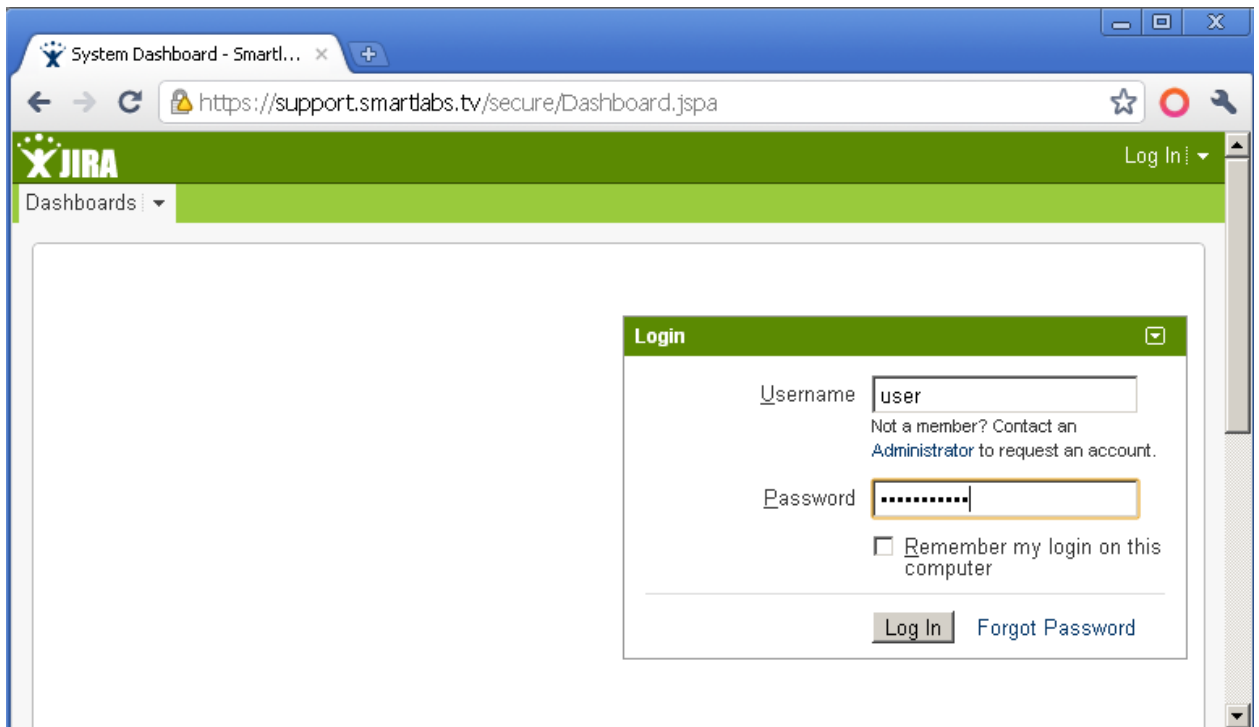 System Dashboard - Smartl...
https://support.smartlabs.tv/secure/Dashboard.jspa
JIRA
Log In
Dashboards
Login
Username
user
Not a member? Contact an
Administrator to request an account.
Password
•••••••••••
Remember my login on this
computer
Log In
Forgot Password